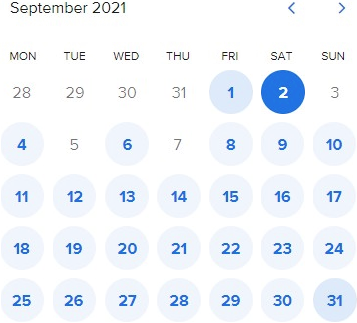 September 2021
MON TUE WED THU FRI SAT SUN
28 29 30 31 1 2 3
4 5 6 7 8 9 10
11 12 13 14 15 16 17
18 19 20 21 22 23 24
25 26 27 28 29 30 31